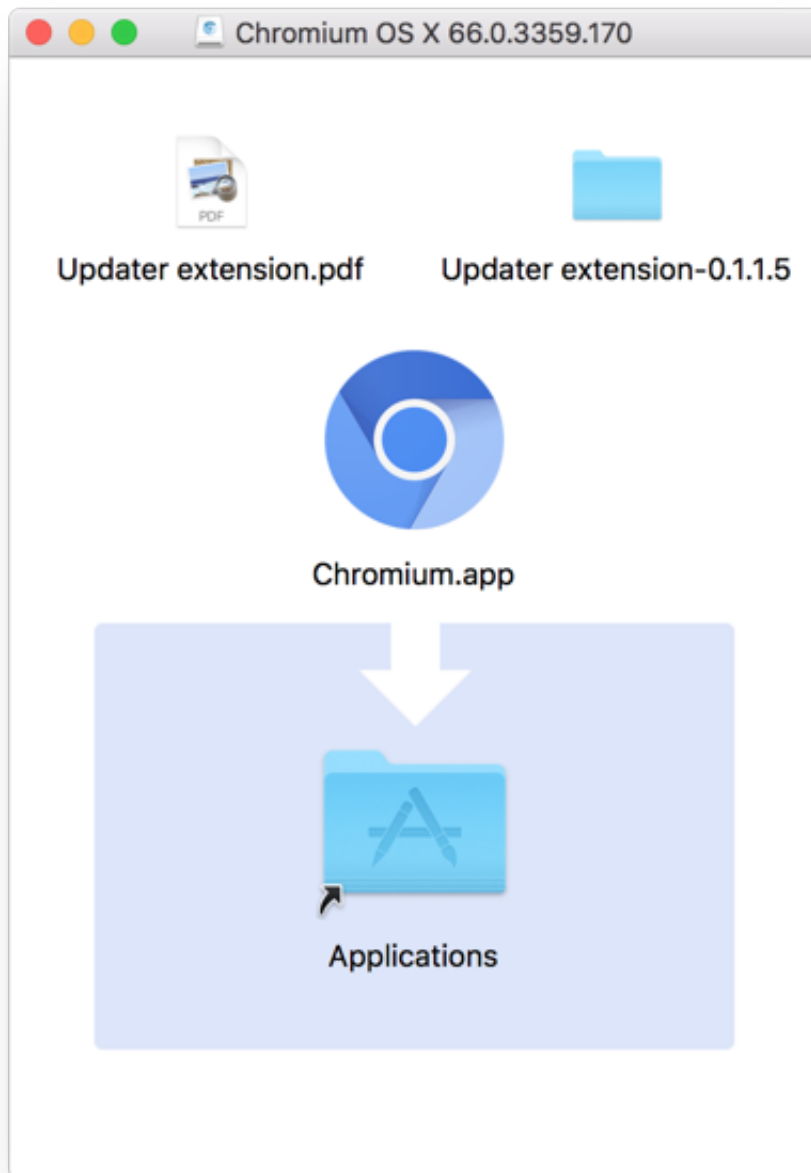 Chromium OS X 66.0.3359.170
PDF
Updater extension.pdf
Updater extension-0.1.1.5
Chromium.app
Applications